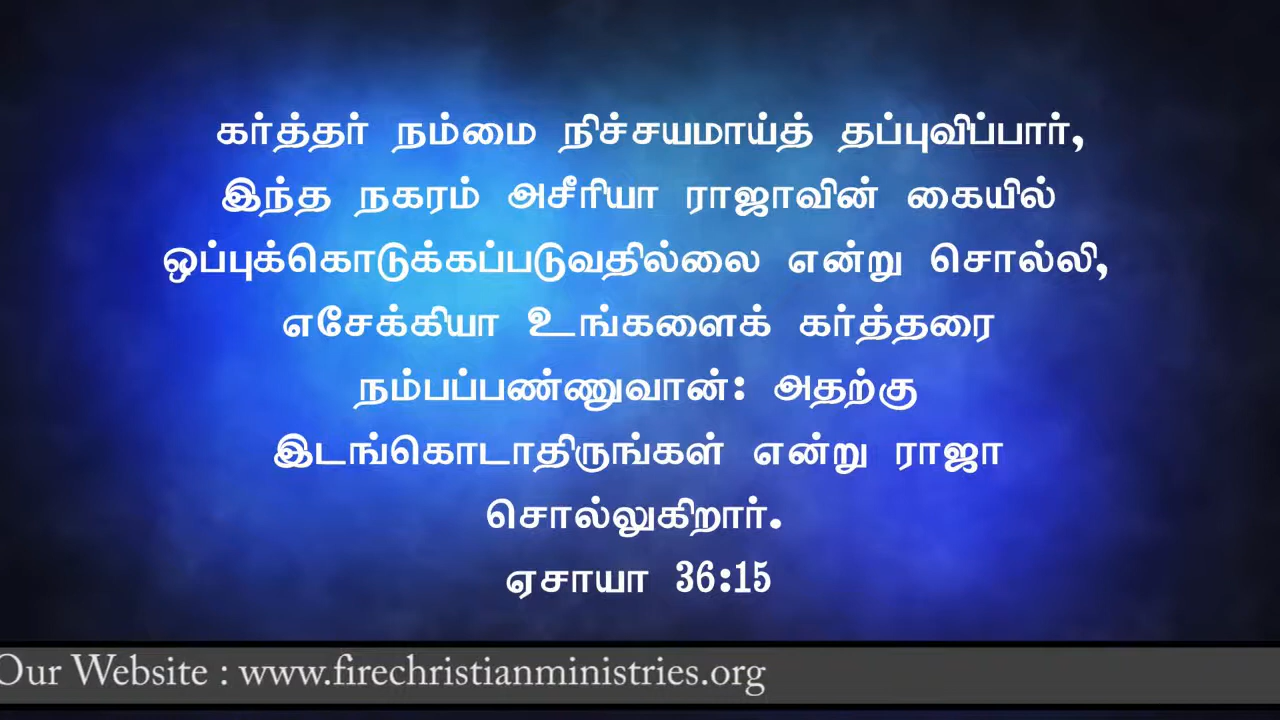 கர்த்தர் நம்மை நிச்சயமாய்த் தப்புவிப்பார்,
இந்த நகரம் அசீரியா ராஜாவின் கையில்
ஒப்புக்கொடுக்கப்படுவதில்லை என்று சொல்லி,
எசேக்கியா உங்களைக் கர்த்தரை
நம்பப்பண்ணுவான்: அதற்கு
இடங்கொடாதிருங்கள் என்று ராஜா
சொல்லுகிறார்.
ஏசாயா 36:15
Our Website : www.firechristianministries.org